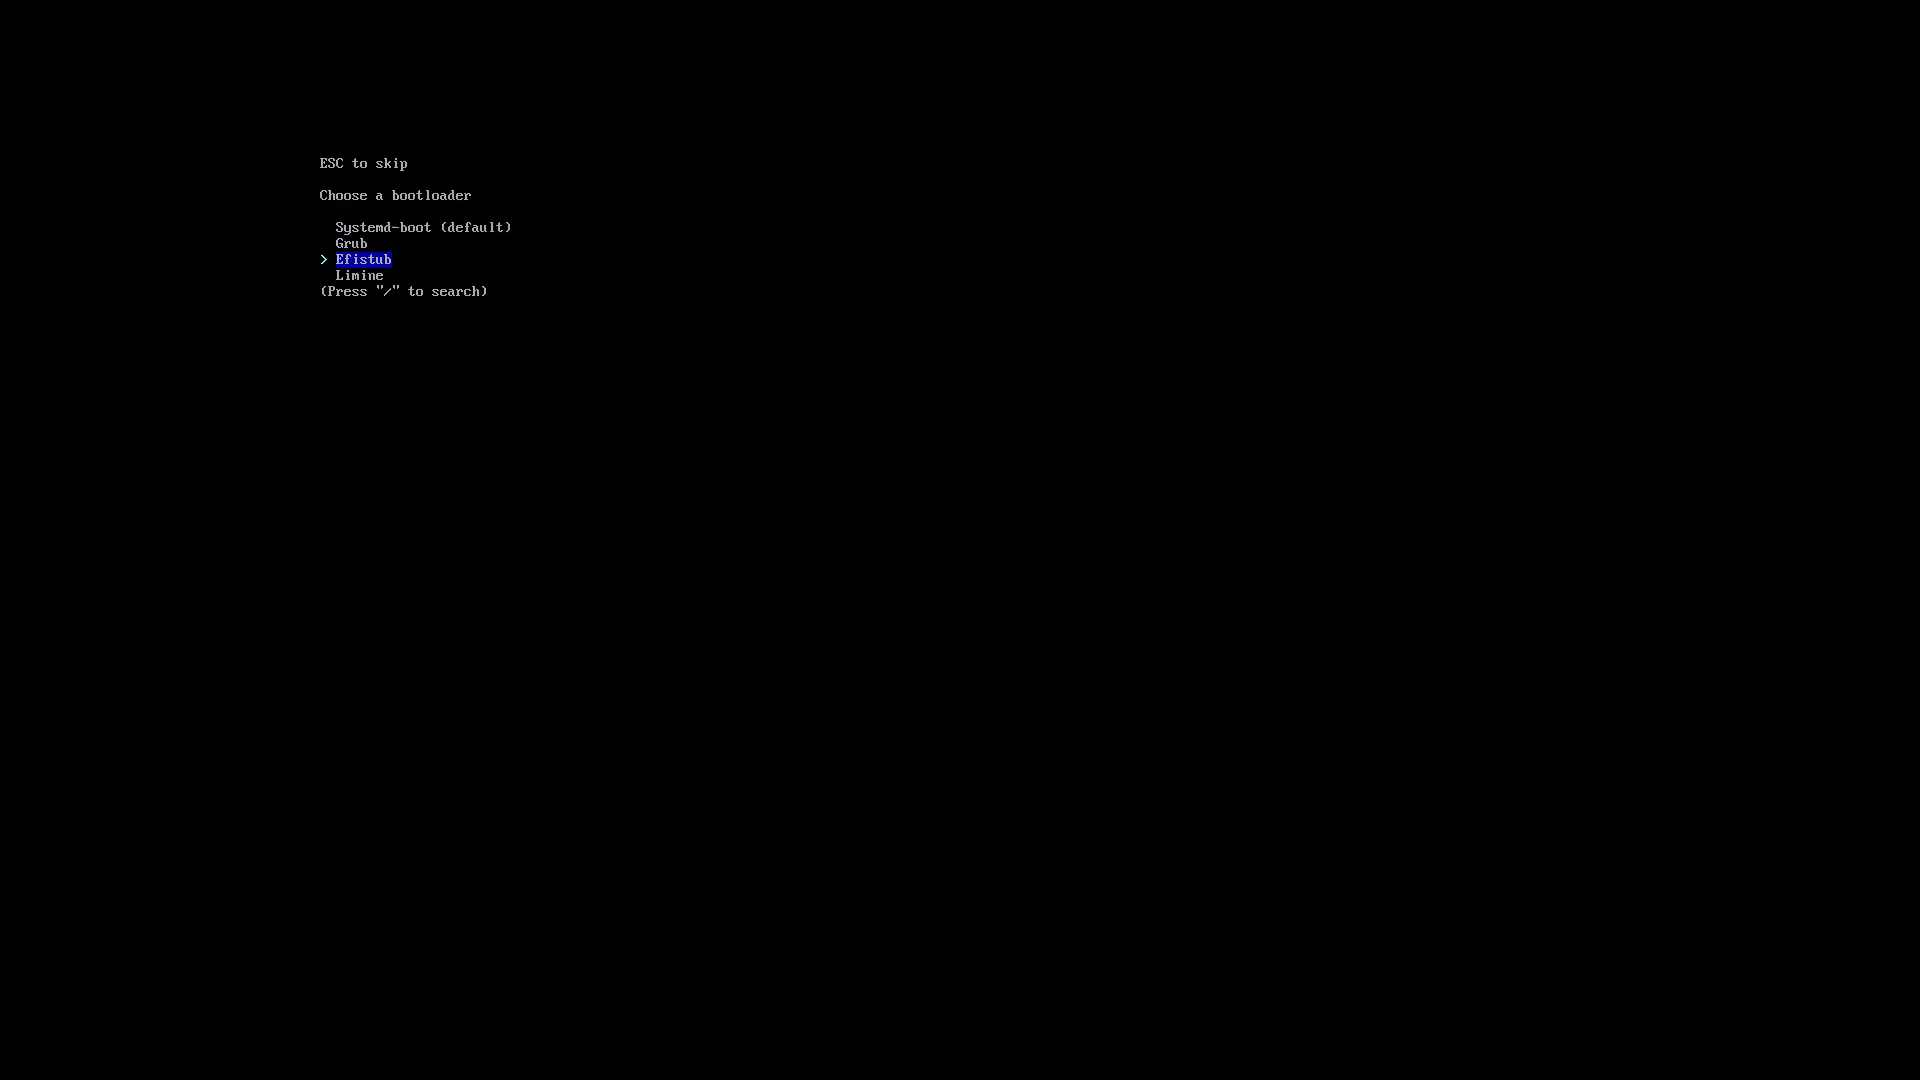 ESC to skip
Choose a bootloader
Systemd-boot (default)
Grub
> Efistub
Limine
(Press "/" to search)